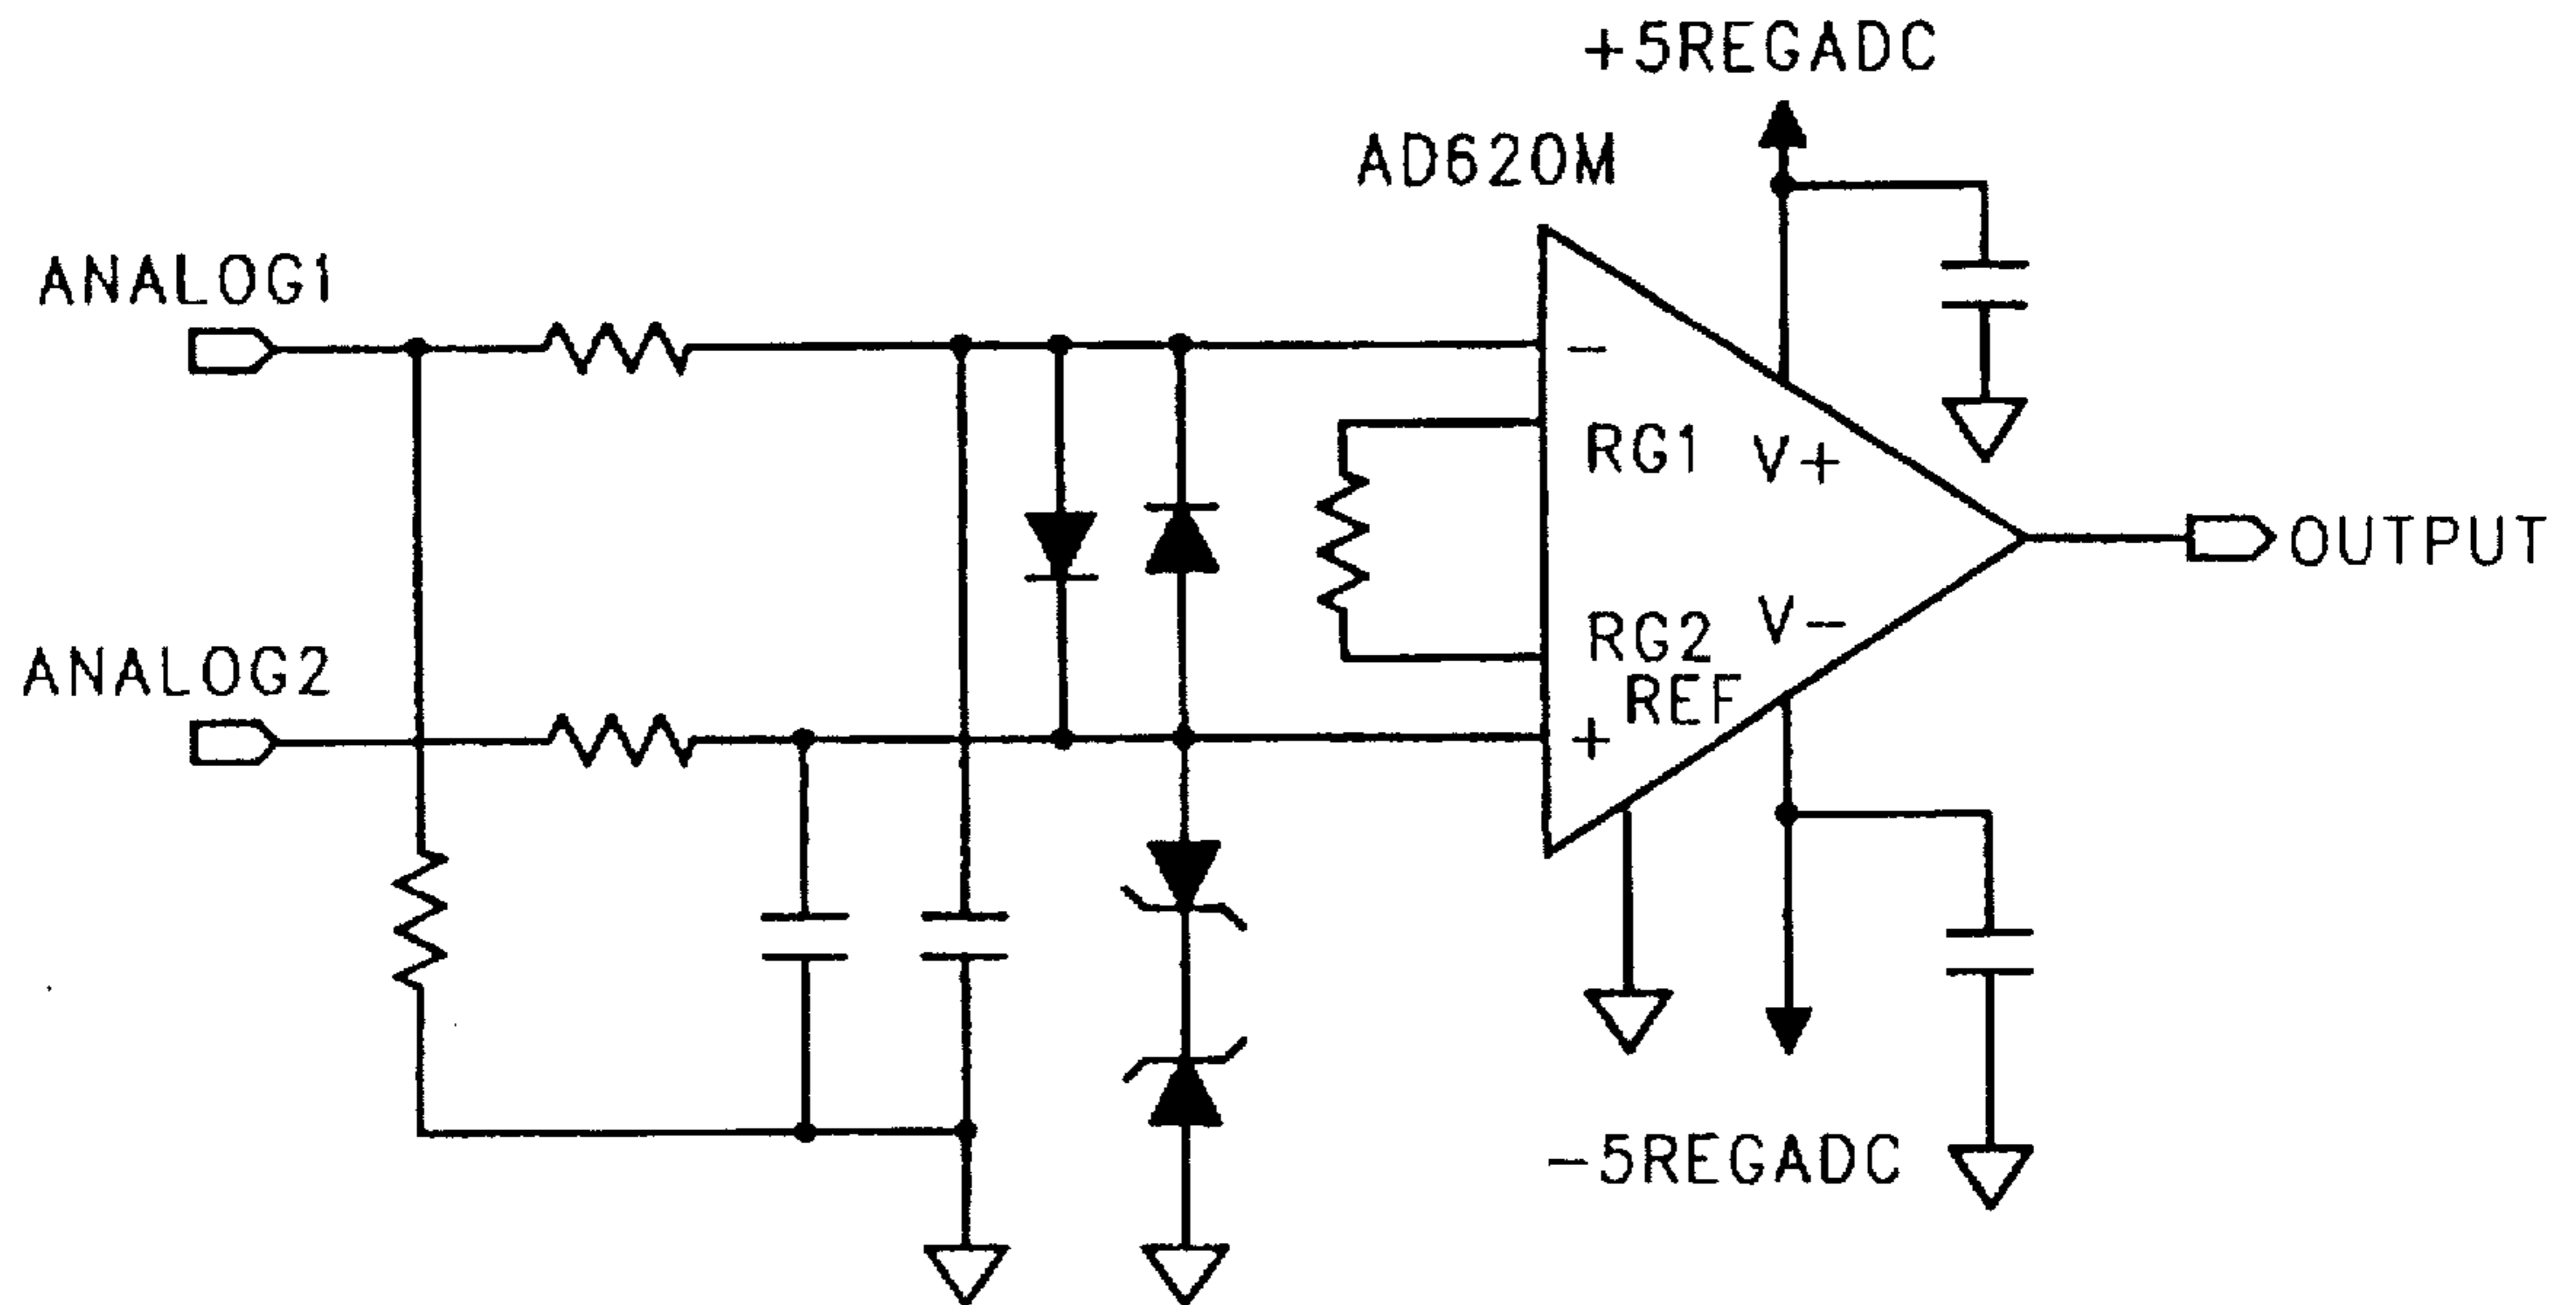 +5REGADC
AD620M
ANALOG1
-
RG1 V+
OUTPUT
RG2 V-
ANALOG2
REF
+
-5REGADC